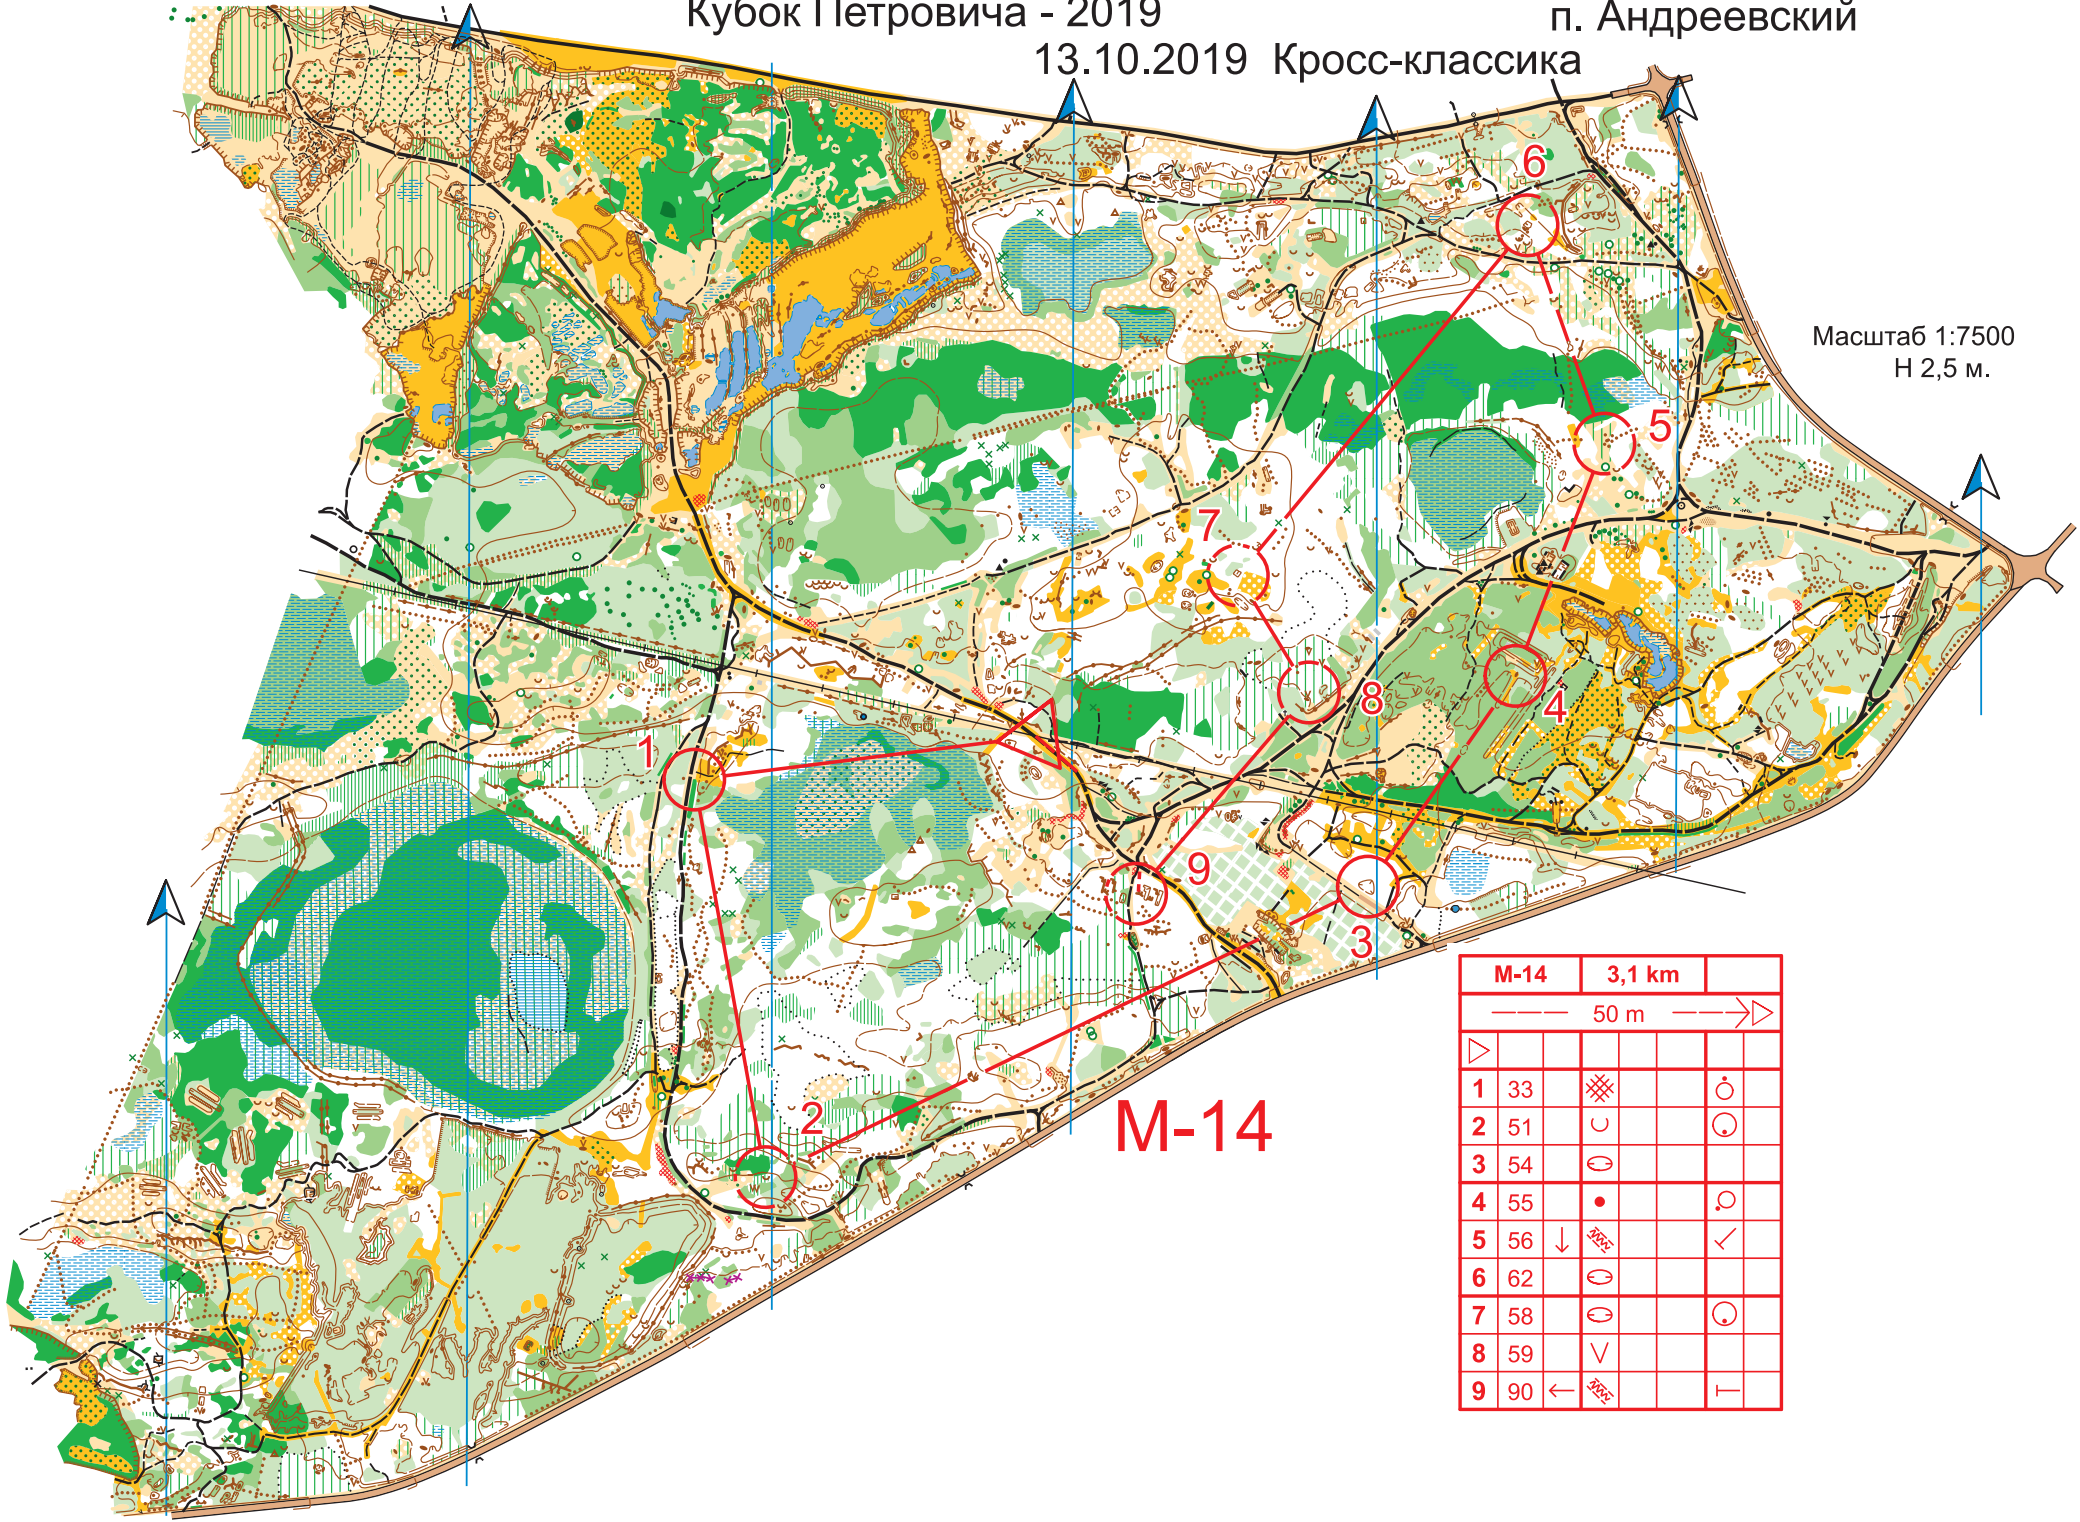 Кубок Петровича - 2019
п. Андреевский
13.10.2019 Кросс-классика
Масштаб 1:7500
Н 2,5 м.
6
5
7
8
4
1
9
3
2
М-14
М-14 3,1 km
50 m
1 33
2 51
3 54
4 55
5 56
6 62
7 58
8 59
9 90